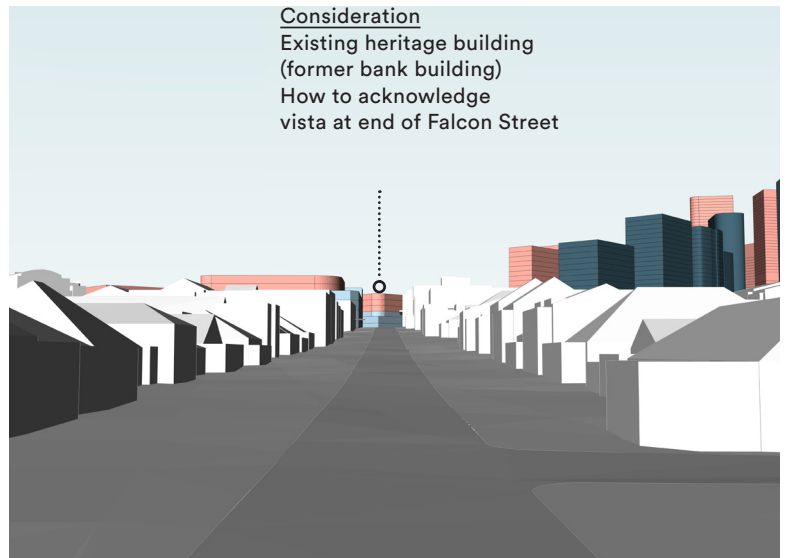 Consideration
Existing heritage building
(former bank building)
How to acknowledge
vista at end of Falcon Street